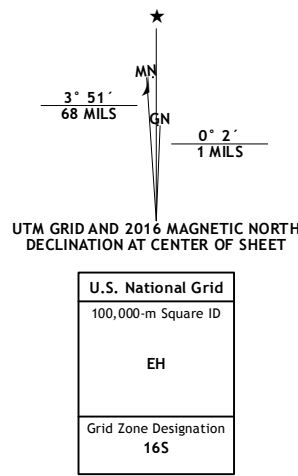 ★
MN
3° 51´
68 MILS
GN
0° 2´
1 MILS
UTM GRID AND 2016 MAGNETIC NORTH
DECLINATION AT CENTER OF SHEET
U.S. National Grid
100,000-m Square ID
EH
Grid Zone Designation
16S